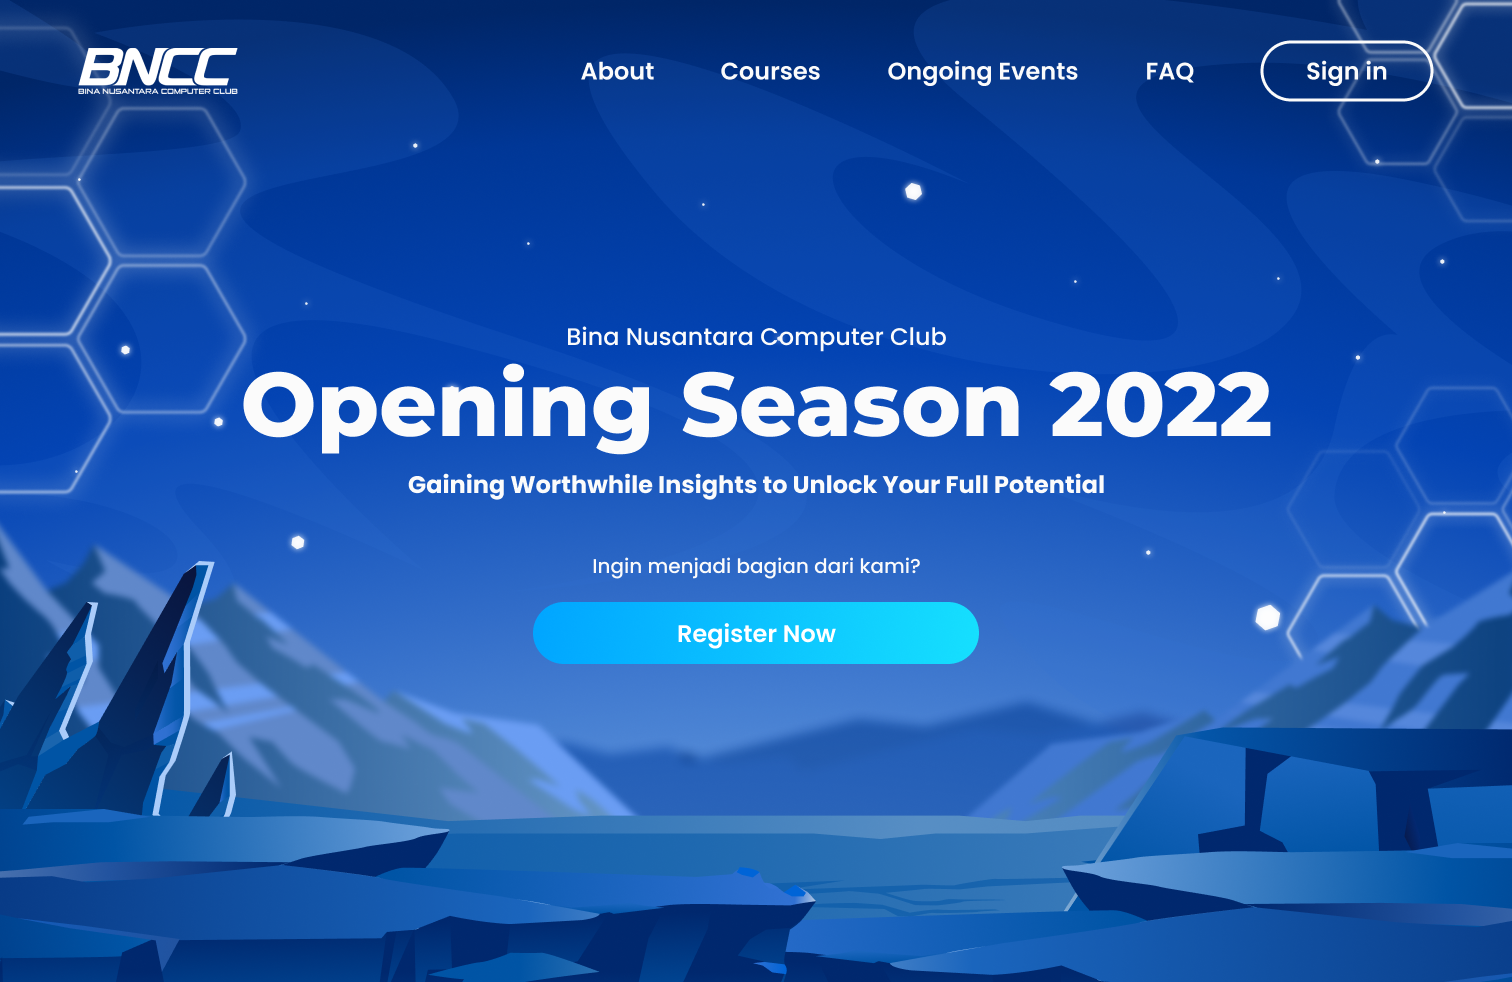 BNCC
BINA NUSANTARA COMPUTER CLUB
About
Courses
Ongoing Events
FAQ
Sign in
Bina Nusantara Computer Club
Opening Season 2022
Gaining Worthwhile Insights to Unlock Your Full Potential
Ingin menjadi bagian dari kami?
Register Now